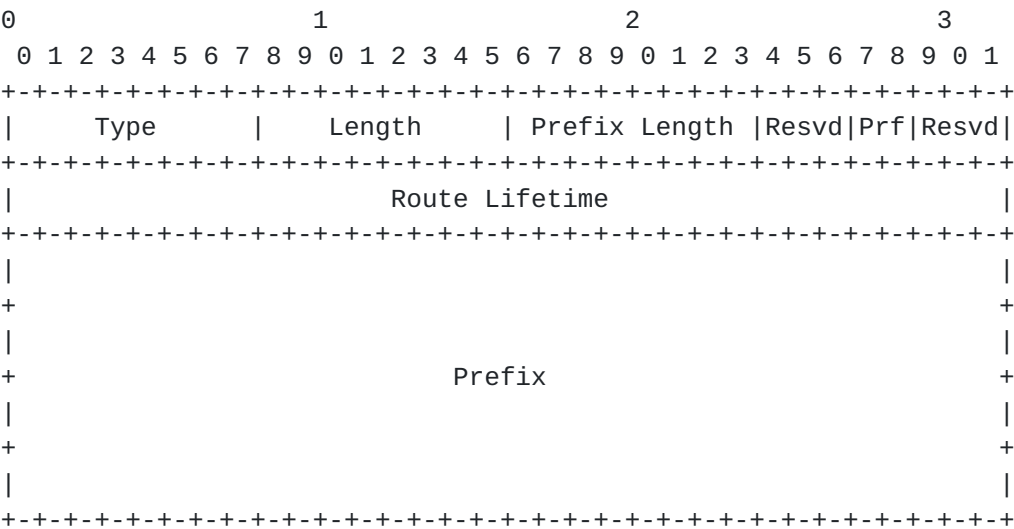 0                   1                   2                   3
 0 1 2 3 4 5 6 7 8 9 0 1 2 3 4 5 6 7 8 9 0 1 2 3 4 5 6 7 8 9 0 1
+-+-+-+-+-+-+-+-+-+-+-+-+-+-+-+-+-+-+-+-+-+-+-+-+-+-+-+-+-+-+-+-+
|     Type      |    Length     | Prefix Length |Resvd|Prf|Resvd|
+-+-+-+-+-+-+-+-+-+-+-+-+-+-+-+-+-+-+-+-+-+-+-+-+-+-+-+-+-+-+-+-+
|                        Route Lifetime                         |
+-+-+-+-+-+-+-+-+-+-+-+-+-+-+-+-+-+-+-+-+-+-+-+-+-+-+-+-+-+-+-+-+
|                                                               |
+                                                               +
|                                                               |
+                            Prefix                             +
|                                                               |
+                                                               +
|                                                               |
+-+-+-+-+-+-+-+-+-+-+-+-+-+-+-+-+-+-+-+-+-+-+-+-+-+-+-+-+-+-+-+-+